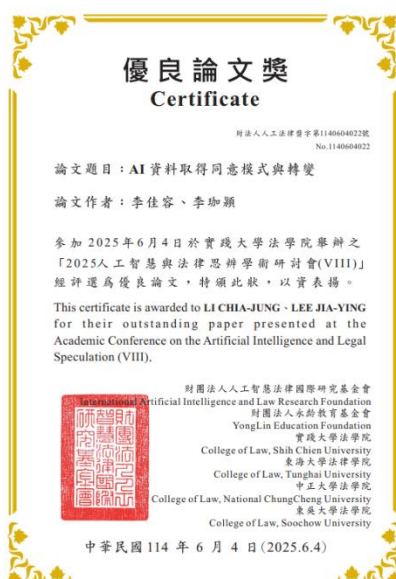 優良論文獎
Certificate
財法人人工法律獎字第1140604022號
No.1140604022
論文題目：AI 資料取得同意模式與轉變
論文作者：李佳容、李珈潁
參加 2025年6月4日於實踐大學法學院舉辦之
「2025人工智慧與法律思辨學術研討會(VIII)」
經評選為優良論文，特頒此狀，以資表揚。
This certificate is awarded to LI CHIA-JUNG、LEE JIA-YING
for their outstanding paper presented at the
Academic Conference on the Artificial Intelligence and Legal
Speculation (VIII).
財團法人人工智慧法律國際研究基金會
International Artificial Intelligence and Law Research Foundation
財團法人永齡教育基金會
YongLin Education Foundation
實踐大學法學院
College of Law, Shih Chien University
東海大學法律學院
College of Law, Tunghai University
中正大學法學院
College of Law, National ChungCheng University
東吳大學法學院
College of Law, Soochow University
中華民國 114 年 6 月 4 日(2025.6.4)